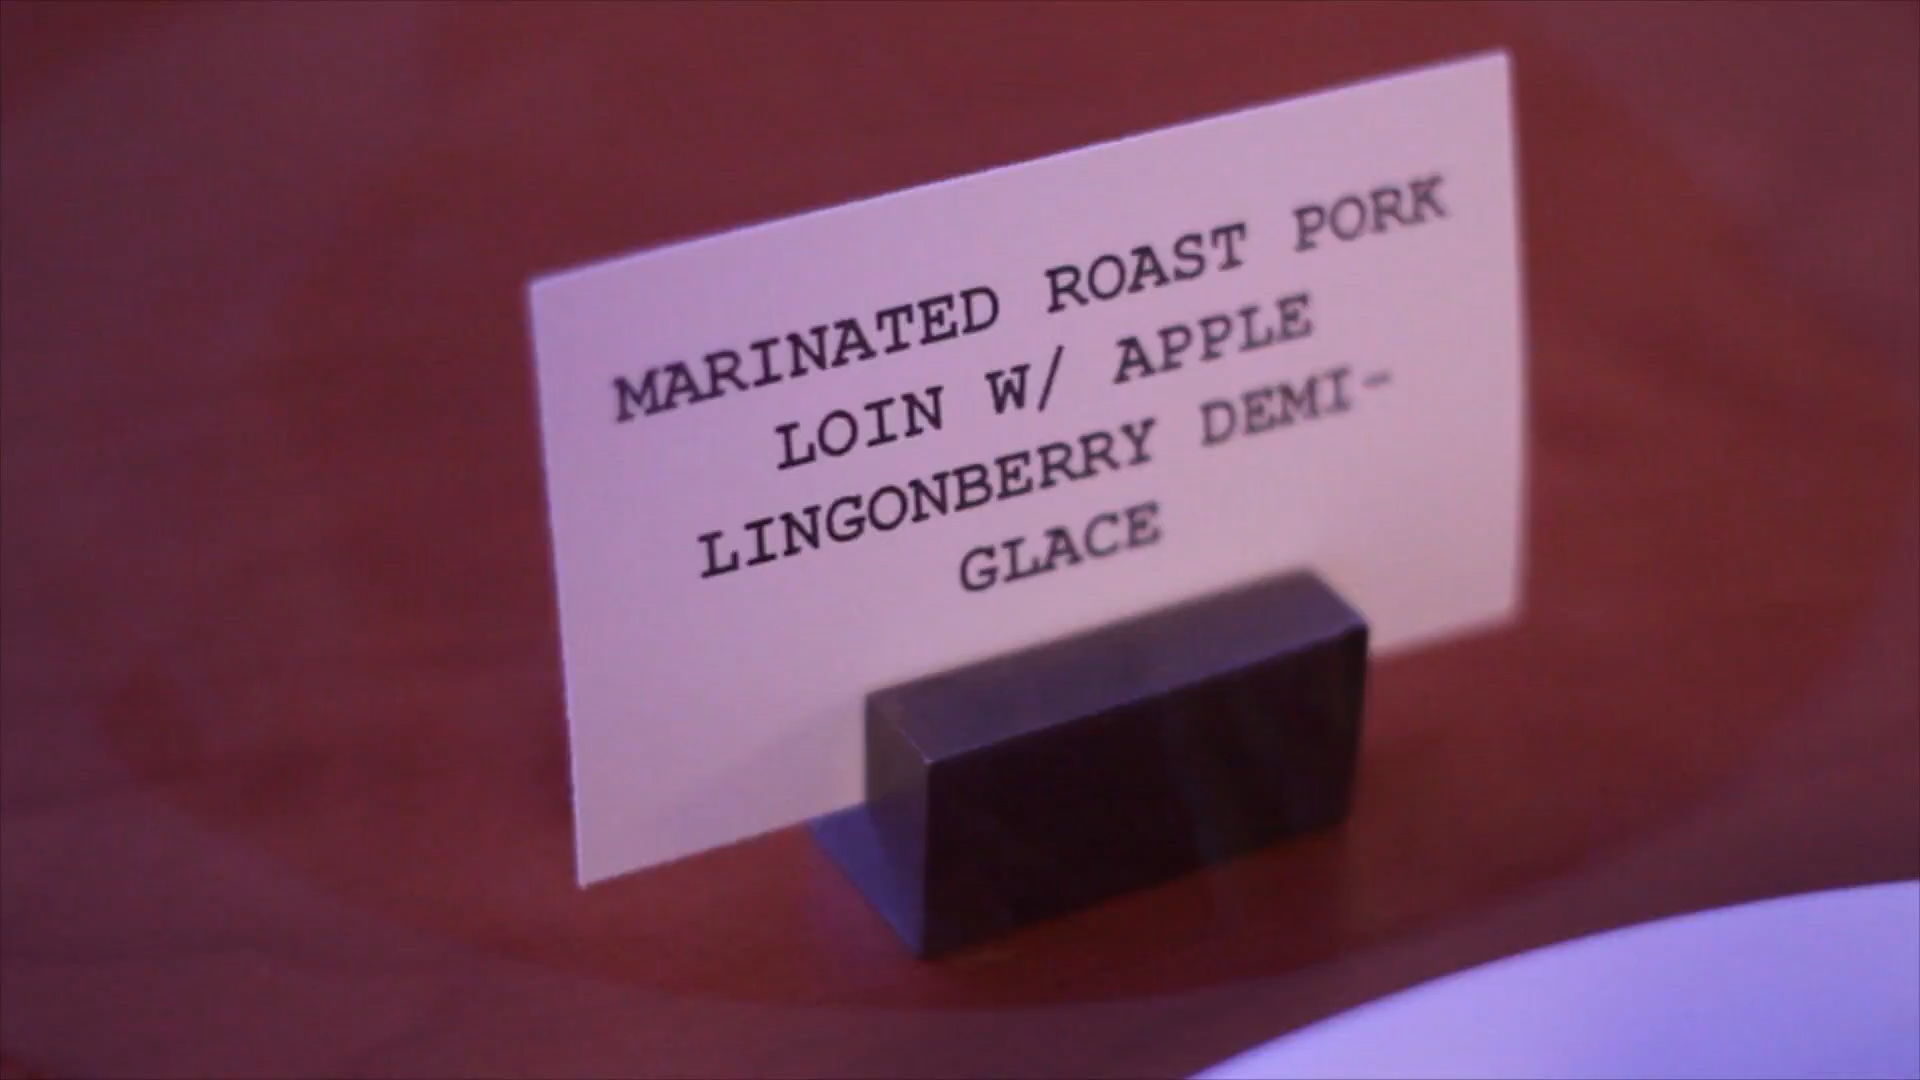 MARINATED ROAST PORK
LOIN W/ APPLE
LINGONBERRY DEMI-
GLACE